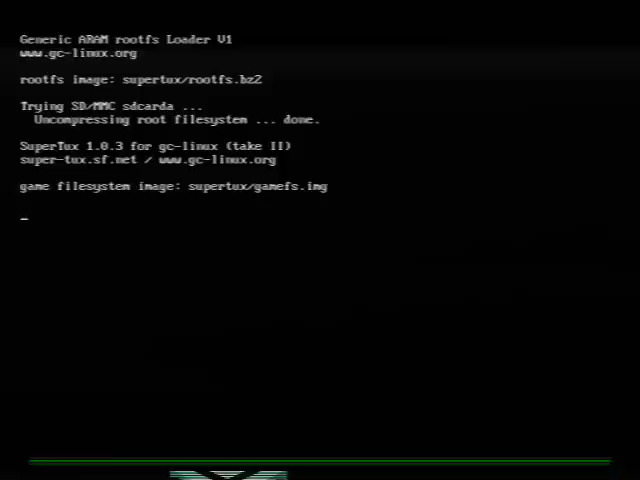 Generic ARAM rootfs Loader V1
www.gc-linux.org
rootfs image: supertux/rootfs.bz2
Trying SD/MMC sdcarda ...
Uncompressing root filesystem ... done.
SuperTux 1.0.3 for gc-linux (take II)
super-tux.sf.net / www.gc-linux.org
game filesystem image: supertux/gamefs.img
_